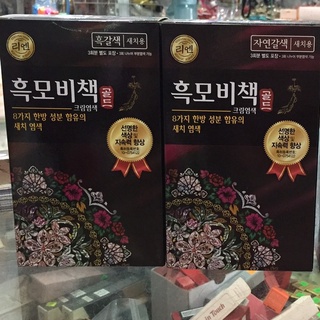 리엔
흑갈색 새치용
흑모비책
골드
크림염색
8가지 한방 성분 함유의
새치 염색
선명한
색상 및
지속력 향상
리엔
자연갈색 새치용
흑모비책
골드
크림염색
8가지 한방 성분 함유의
새치 염색
선명한
색상 및
지속력 향상
Touch